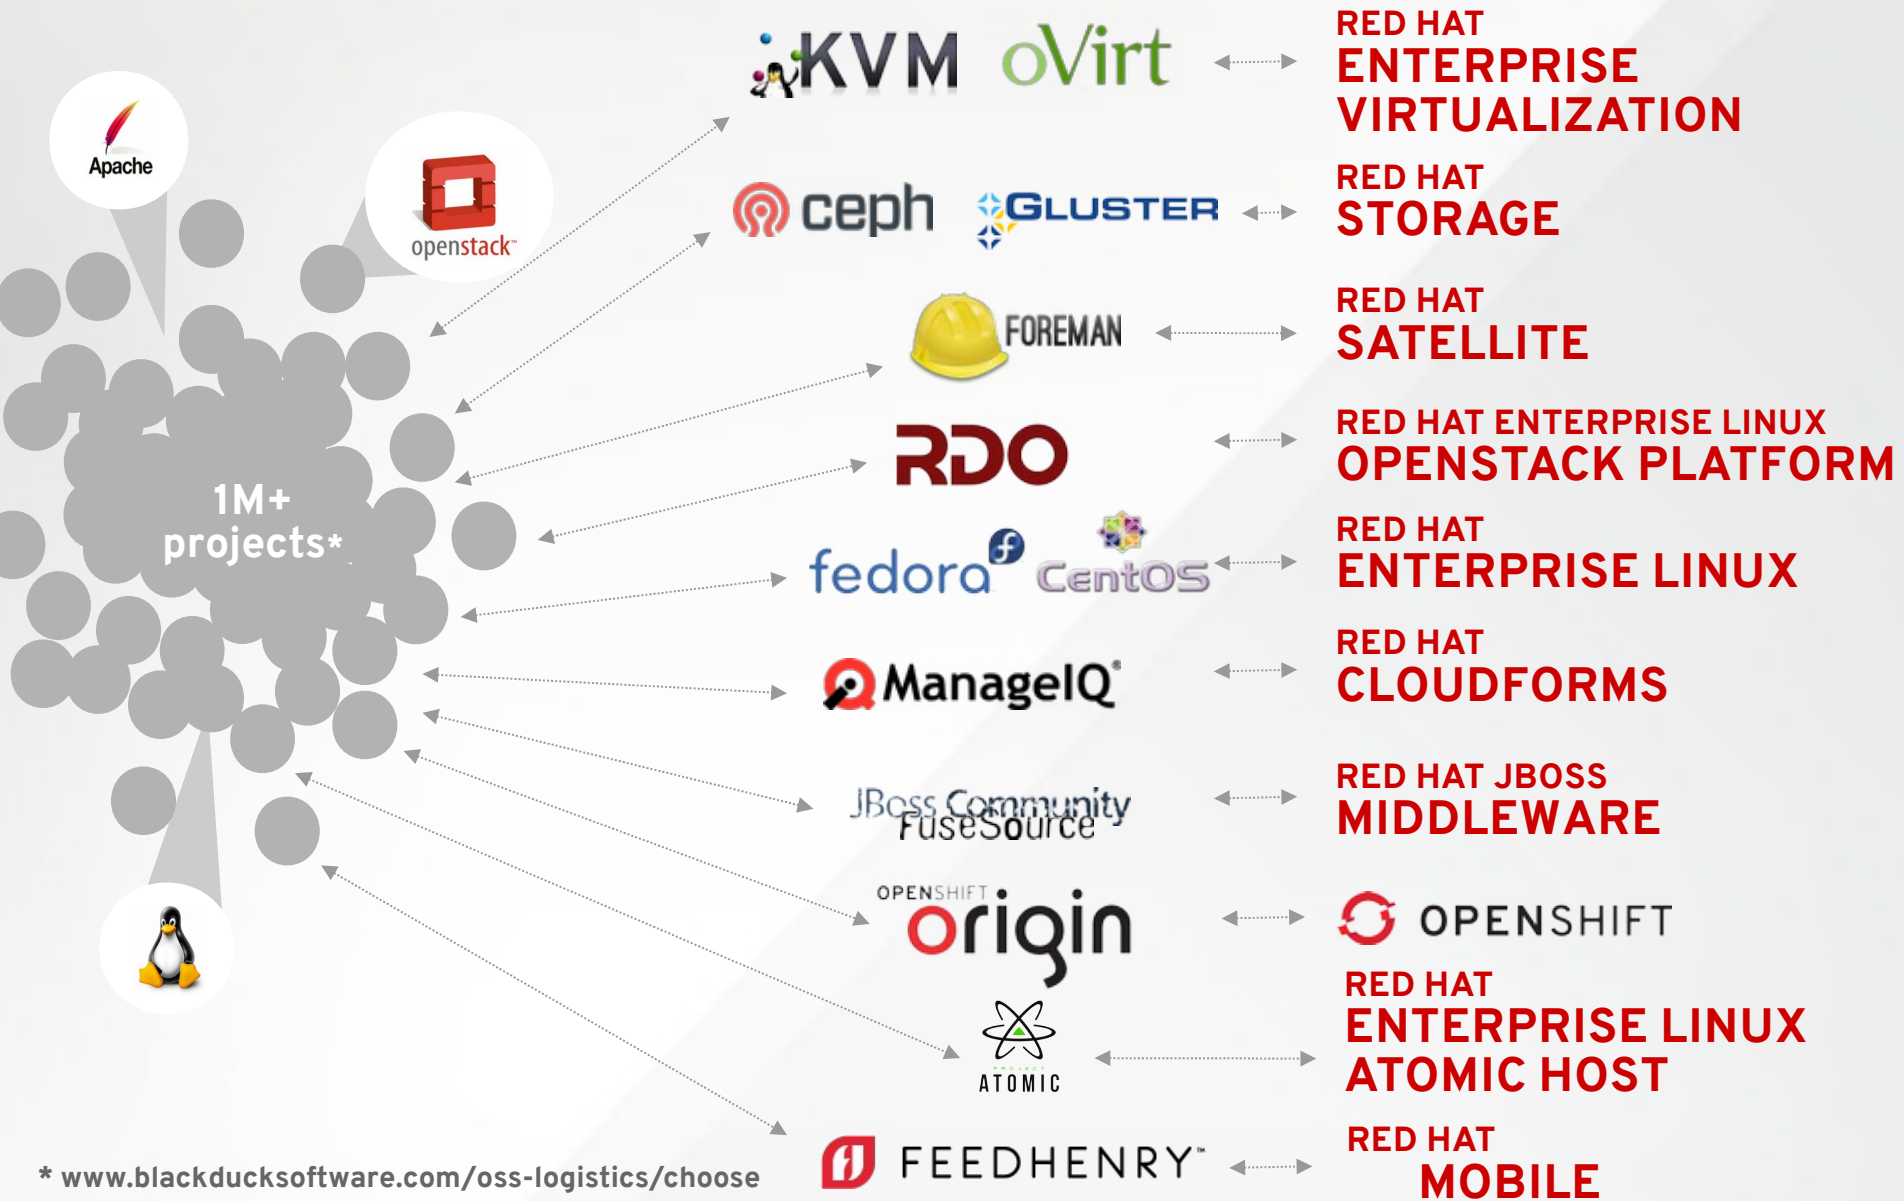 KVM oVirt
RED HAT
ENTERPRISE
VIRTUALIZATION
Apache
openstack™
ceph GLUSTER
RED HAT
STORAGE
FOREMAN
RED HAT
SATELLITE
RDO
RED HAT ENTERPRISE LINUX
OPENSTACK PLATFORM
1M+
projects*
fedora CentOS
RED HAT
ENTERPRISE LINUX
ManageIQ®
RED HAT
CLOUDFORMS
JBoss Community
FuseSource
RED HAT JBOSS
MIDDLEWARE
OPENSHIFT
origin
OPENSHIFT
PROJECT
ATOMIC
RED HAT
ENTERPRISE LINUX
ATOMIC HOST
FEEDHENRY™
RED HAT
MOBILE
* www.blackducksoftware.com/oss-logistics/choose